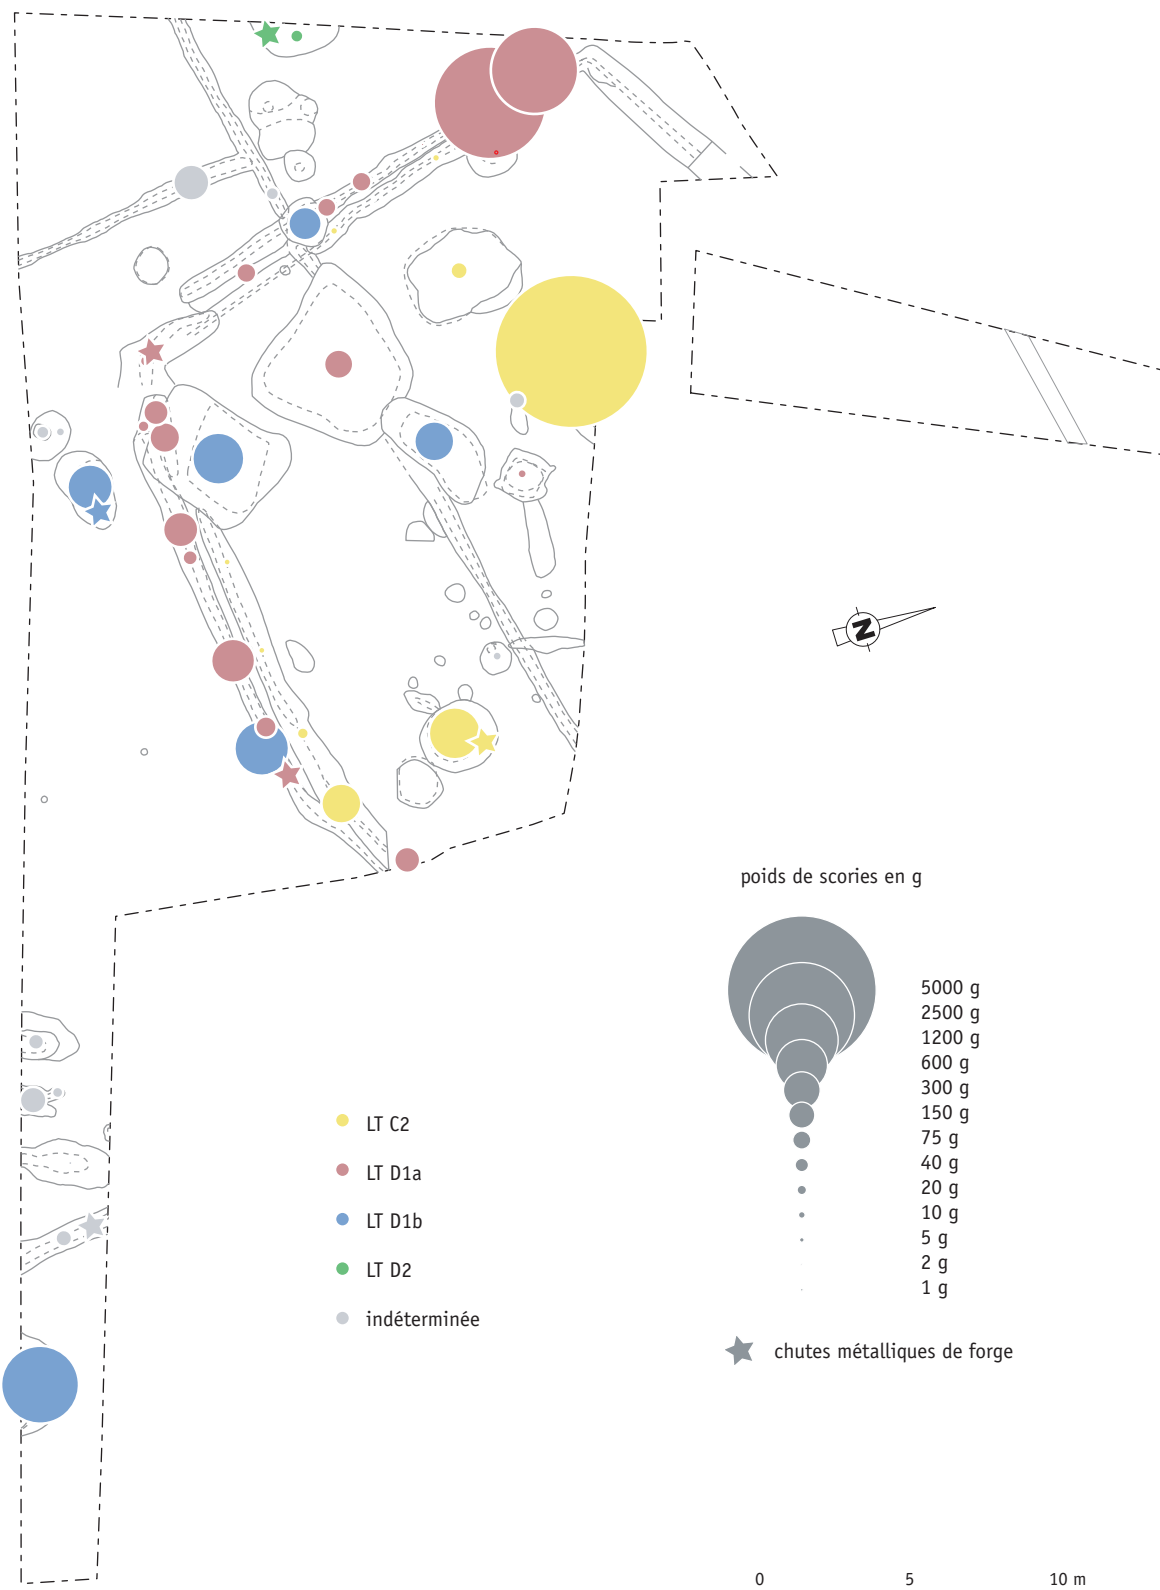 N
poids de scories en g
5000 g
2500 g
1200 g
600 g
300 g
150 g
75 g
40 g
20 g
10 g
5 g
2 g
1 g
LT C2
LT D1a
LT D1b
LT D2
indéterminée
chutes métalliques de forge
0 5 10 m